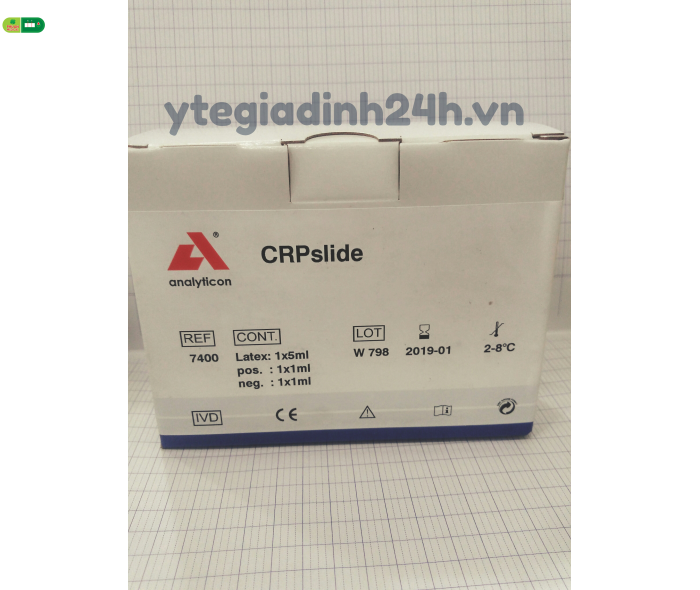 ytegiadinh24h.vn
CRPslide
®
analyticon
REF
7400
CONT.
Latex: 1x5ml
pos. : 1x1ml
neg. : 1x1ml
LOT
W 798
2019-01
2-8°C
IVD
CE